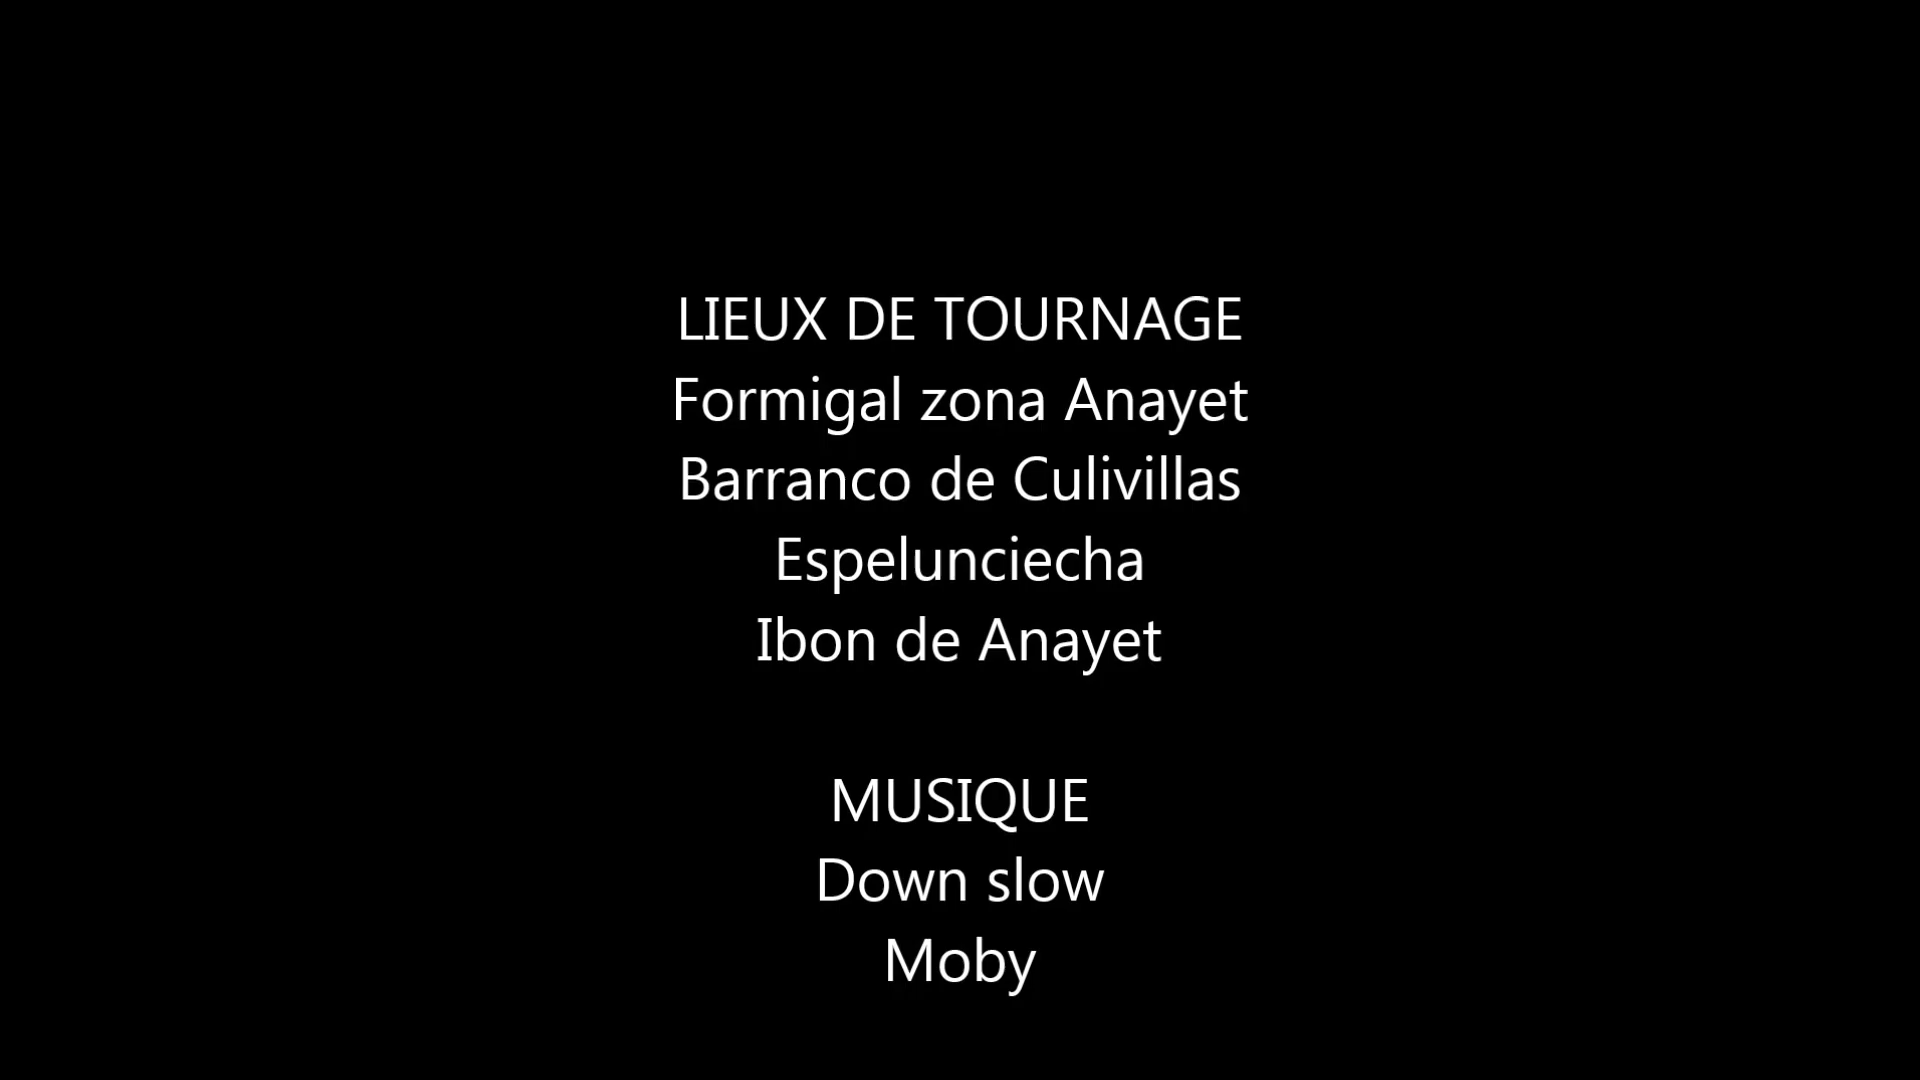 LIEUX DE TOURNAGE
Formigal zona Anayet
Barranco de Culivillas
Espelunciecha
Ibon de Anayet
MUSIQUE
Down slow
Moby